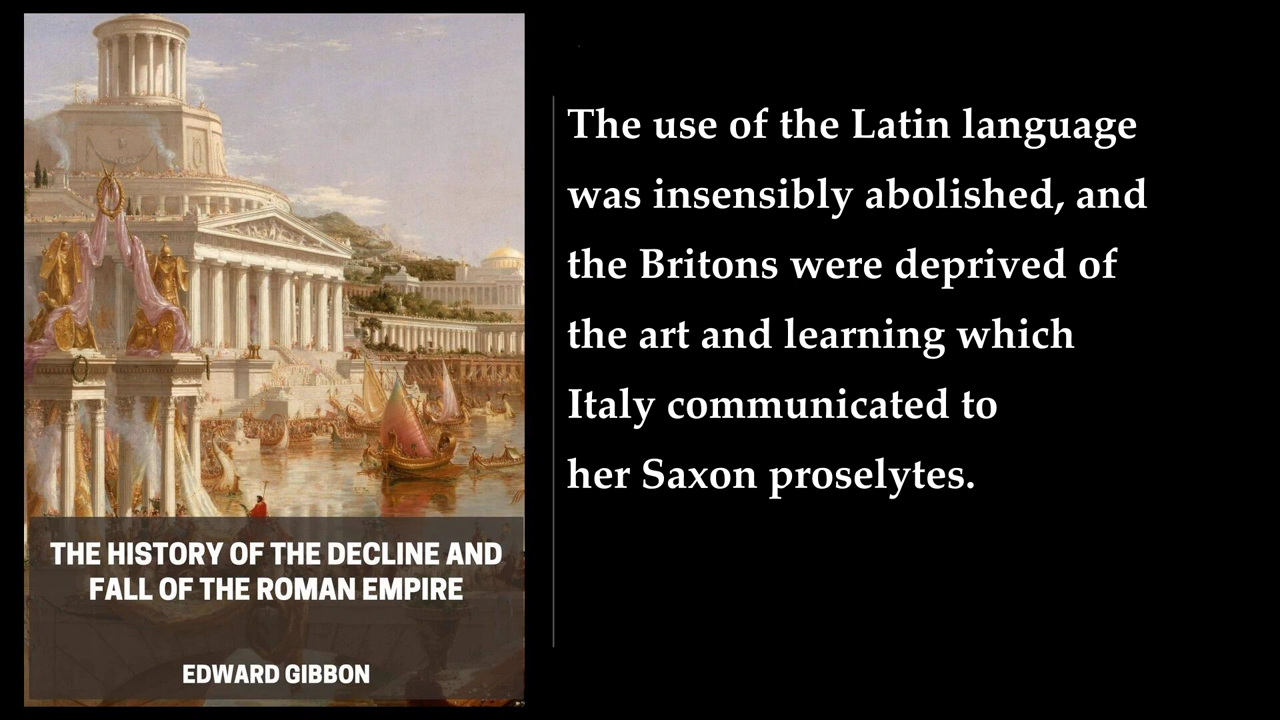 THE HISTORY OF THE DECLINE AND
FALL OF THE ROMAN EMPIRE
EDWARD GIBBON
The use of the Latin language
was insensibly abolished, and
the Britons were deprived of
the art and learning which
Italy communicated to
her Saxon proselytes.